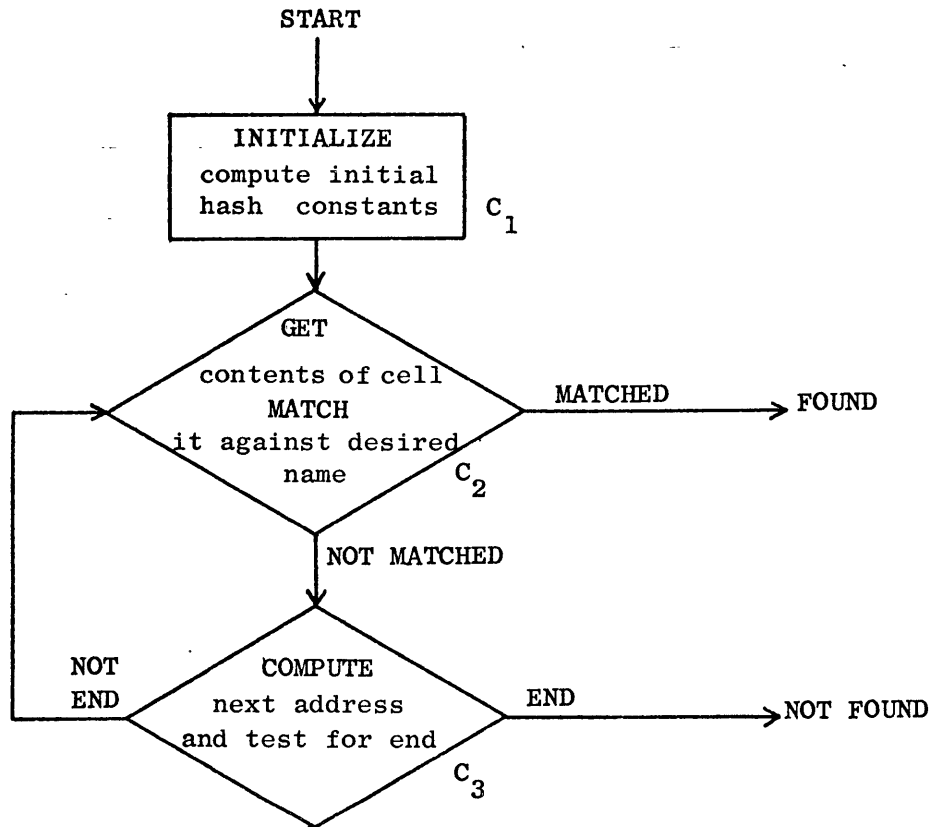 START
INITIALIZE
compute initial
hash constants
C1
GET
contents of cell
MATCH
it against desired
name
C2
MATCHED
FOUND
NOT MATCHED
NOT
END
COMPUTE
next address
and test for end
C3
END
NOT FOUND